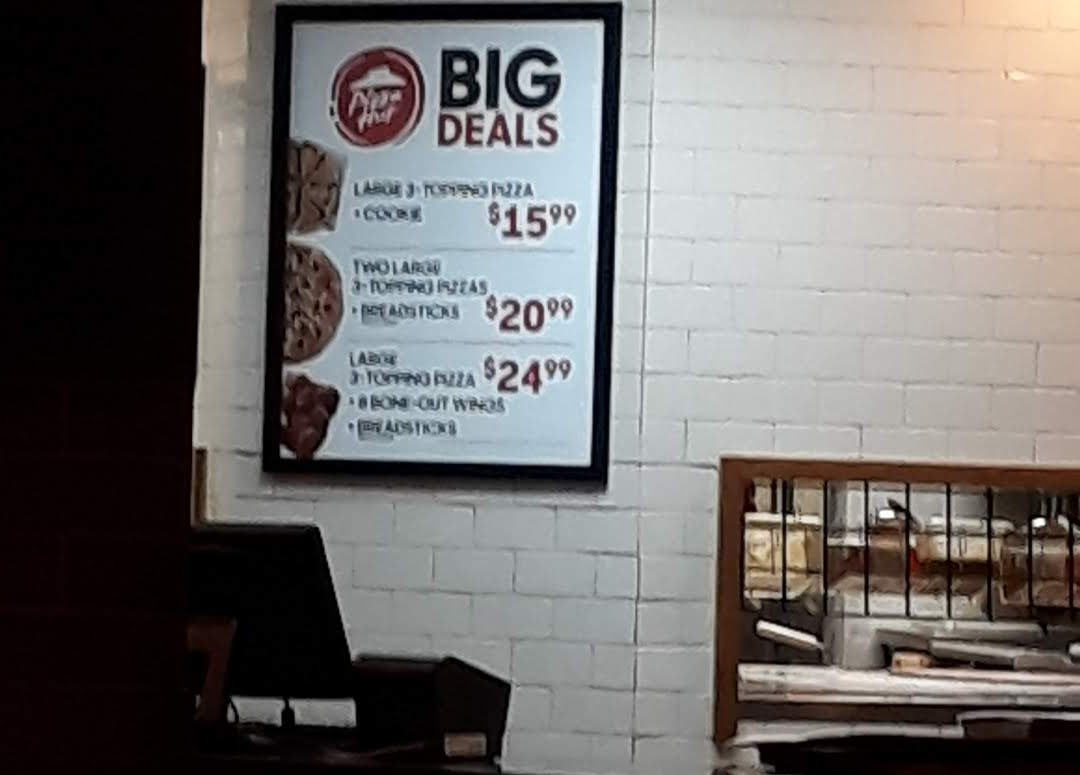 Pizza Hut
BIG
DEALS
LARGE 3-TOPPING PIZZA
+ COOKIE $15.99
TWO LARGE
3-TOPPING PIZZAS
+ BREADSTICKS $20.99
LARGE
3-TOPPING PIZZA $24.99
+ 8 BONE-OUT WINGS
+ BREADSTICKS